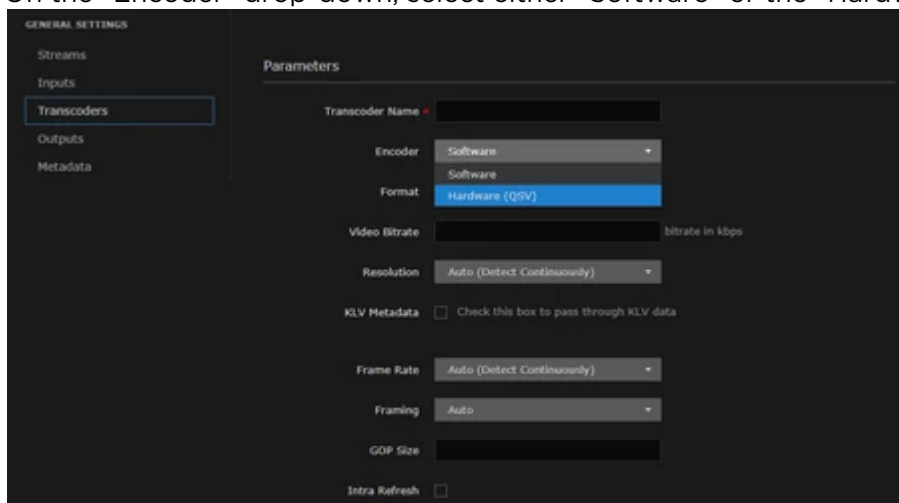 On the "Encoder" drop-down, select either "Software" or the "Hardw
GENERAL SETTINGS
Streams
Inputs
Transcoders
Outputs
Metadata
Parameters
Transcoder Name *
Encoder Software
Software
Format Hardware (QSV)
Video Bitrate bitrate in kbps
Resolution Auto (Detect Continuously)
KLV Metadata Check this box to pass through KLV data
Frame Rate Auto (Detect Continuously)
Framing Auto
GOP Size
Intra Refresh